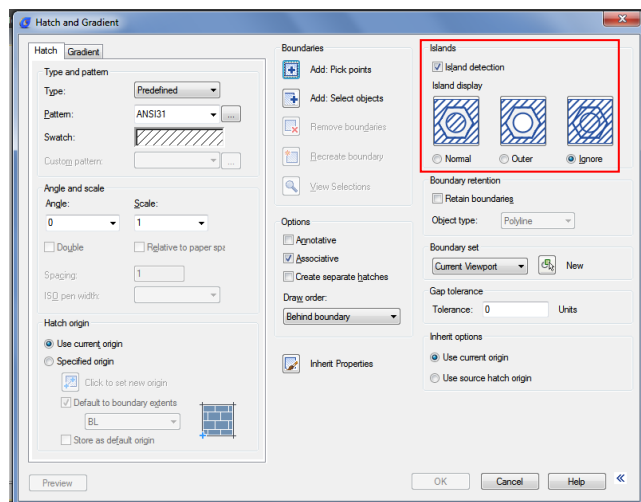 Hatch and Gradient
Hatch Gradient
Type and pattern
Type: Predefined
Pattern: ANSI31 ...
Swatch:
Custom pattern: ...
Angle and scale
Angle: Scale:
0 1
Double Relative to paper spa
Spacing: 1
ISO pen width:
Hatch origin
Use current origin
Specified origin
Click to set new origin
Default to boundary extents
BL
Store as default origin
Boundaries
Add: Pick points
Add: Select objects
Remove boundaries
Recreate boundary
View Selections
Options
Annotative
Associative
Create separate hatches
Draw order:
Behind boundary
Inherit Properties
Islands
Island detection
Island display
Normal Outer Ignore
Boundary retention
Retain boundaries
Object type: Polyline
Boundary set
Current Viewport New
Gap tolerance
Tolerance: 0 Units
Inherit options
Use current origin
Use source hatch origin
Preview OK Cancel Help